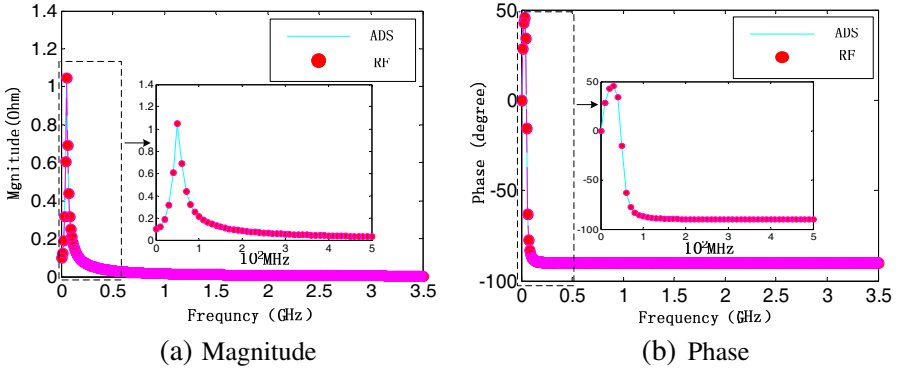 (a)
1.4
1.2
1
0.8
0.6
0.4
0.2
0
0 0.5 1 1.5 2 2.5 3 3.5
Mgnitude(Ohm)
Frequncy (GHz)
ADS
RF
1.4
1.2
1
0.8
0.6
0.4
0.2
0
0 1 2 3 4 5
10²MHz
(a) Magnitude
(b)
50
0
-50
-100
0 0.5 1 1.5 2 2.5 3 3.5
Phase (degree)
Frequency (GHz)
ADS
RF
50
0
-50
-100
0 1 2 3 4 5
10²MHz
(b) Phase